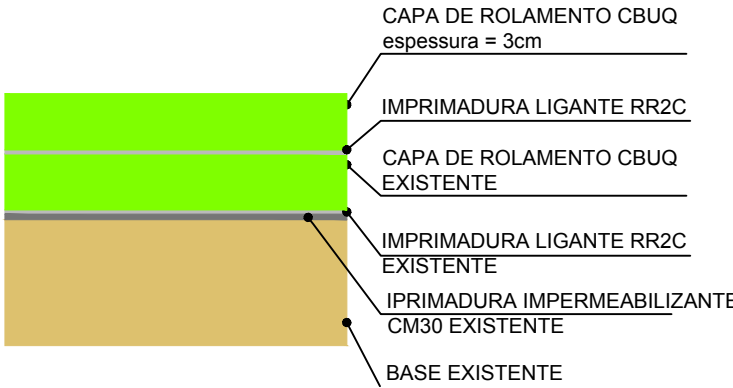 CAPA DE ROLAMENTO CBUQ
espessura = 3cm
IMPRIMADURA LIGANTE RR2C
CAPA DE ROLAMENTO CBUQ
EXISTENTE
IMPRIMADURA LIGANTE RR2C
EXISTENTE
IPRIMADURA IMPERMEABILIZANTE
CM30 EXISTENTE
BASE EXISTENTE